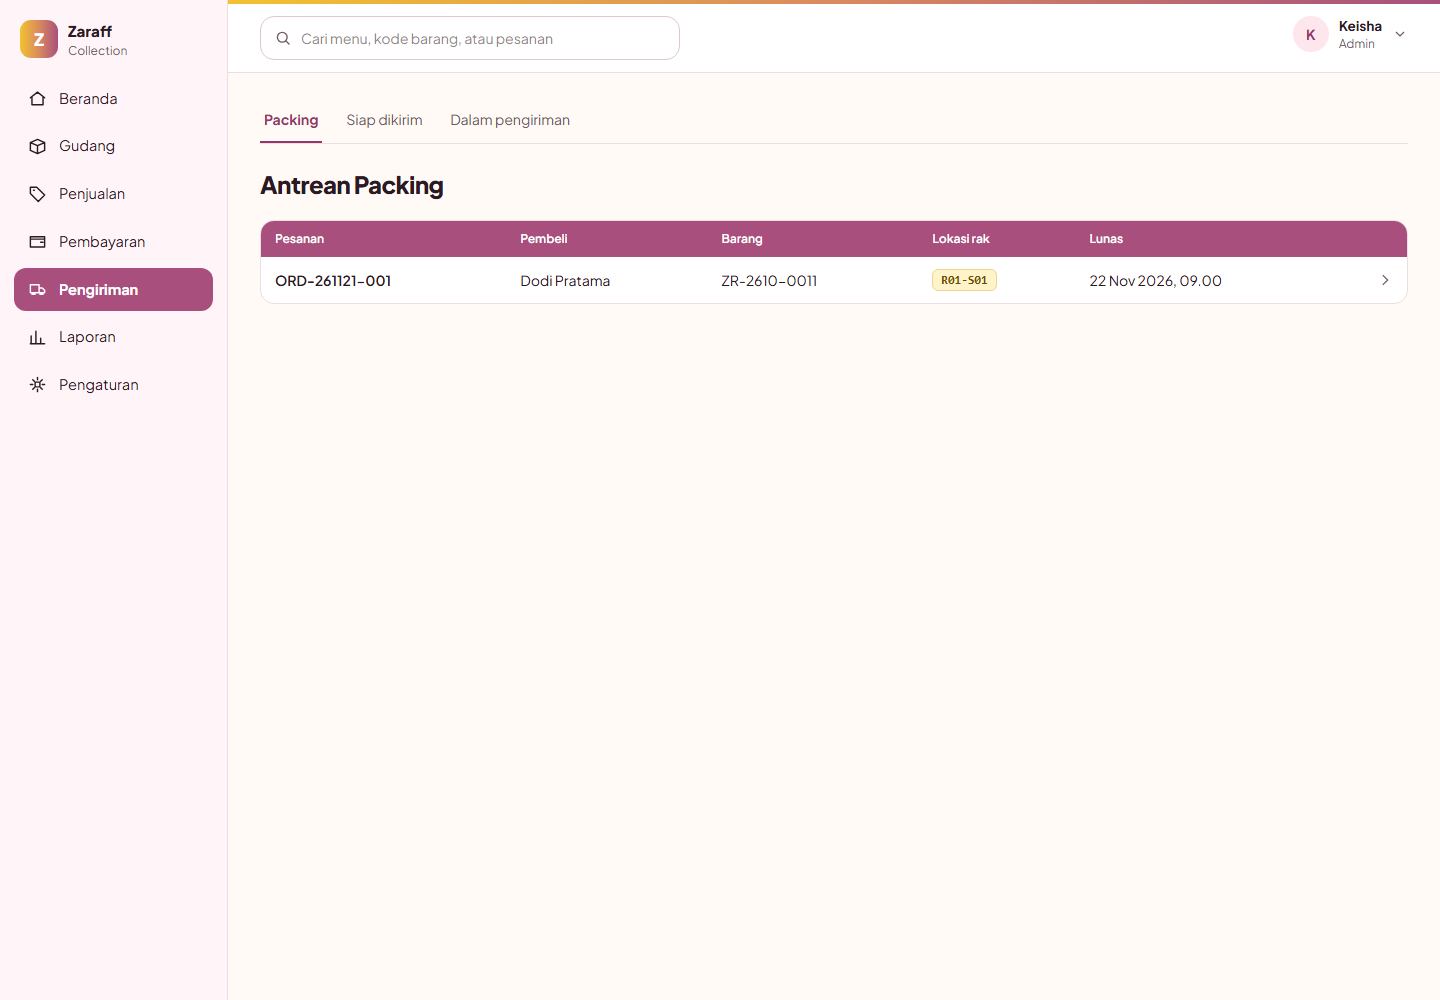 Z
Zaraff
Collection
Beranda
Gudang
Penjualan
Pembayaran
Pengiriman
Laporan
Pengaturan
Cari menu, kode barang, atau pesanan
K
Keisha
Admin
Packing Siap dikirim Dalam pengiriman
Antrean Packing
Pesanan Pembeli Barang Lokasi rak Lunas
ORD-261121-001 Dodi Pratama ZR-2610-0011 R01-S01 22 Nov 2026, 09.00